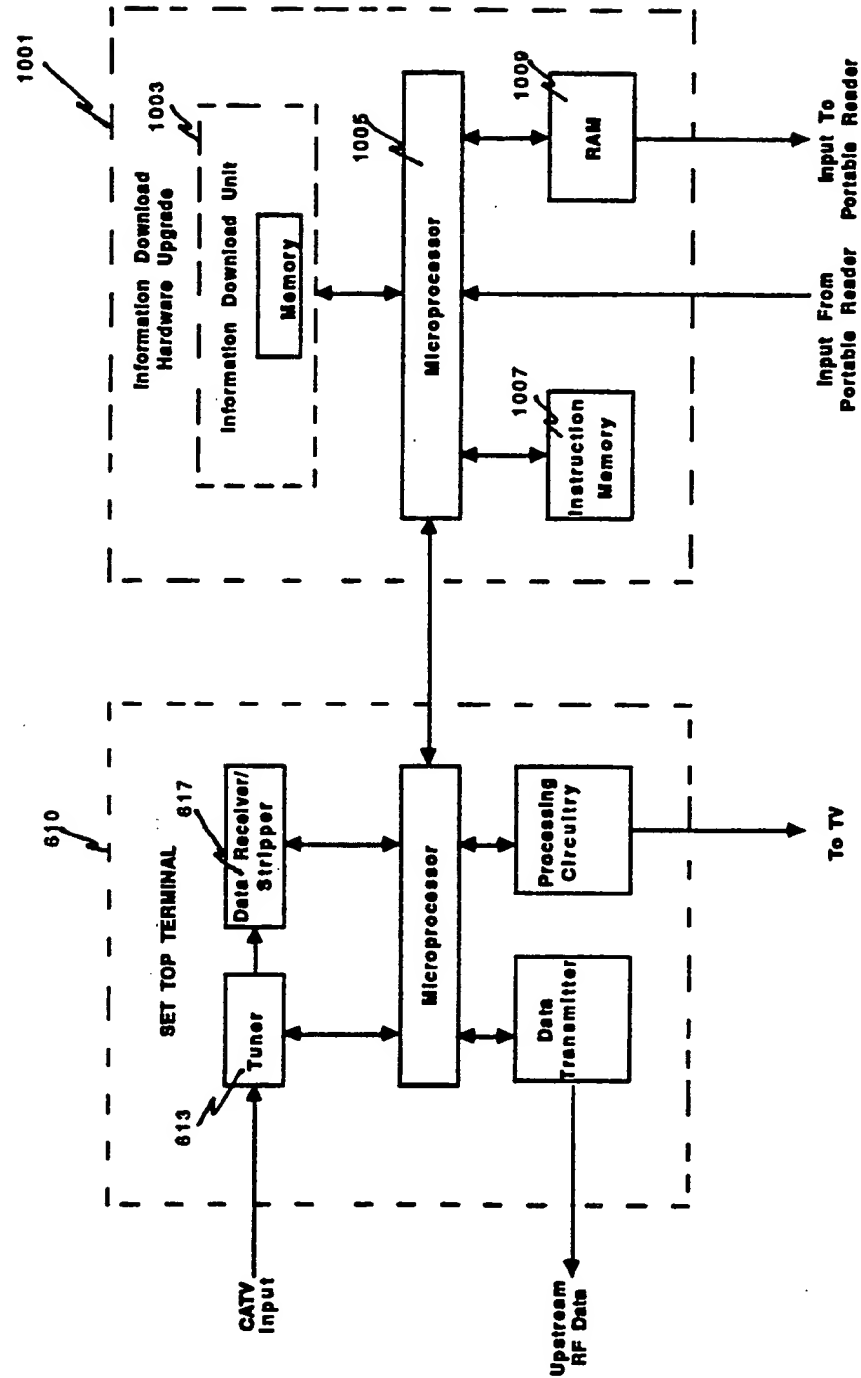 610
SET TOP TERMINAL
613
Tuner
617
Data Receiver/
Stripper
CATV
Input
Microprocessor
Data
Transmitter
Processing
Circuitry
Upstream
RF Data
To TV
1001
Information Download
Hardware Upgrade
1003
Information Download Unit
Memory
1005
Microprocessor
1007
Instruction
Memory
1009
RAM
Input From
Portable Reader
Input To
Portable Reader